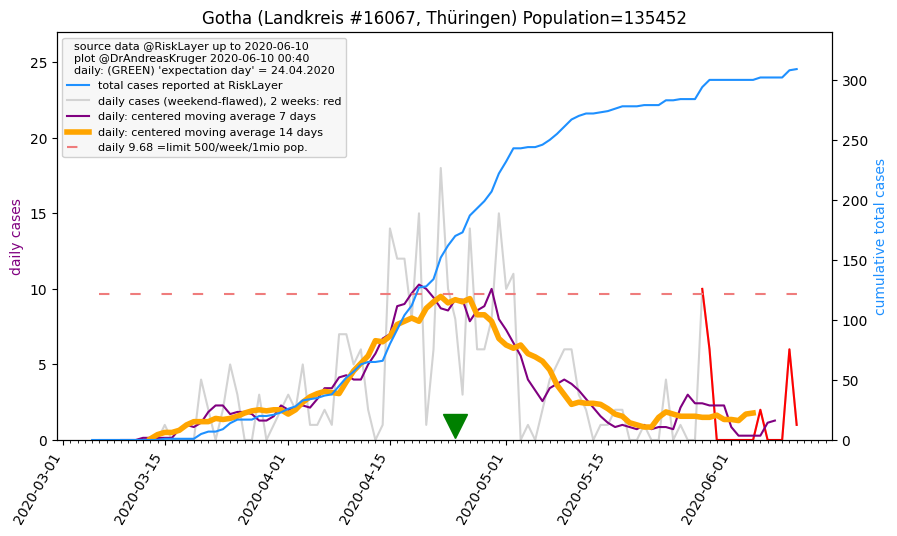 Gotha (Landkreis #16067, Thüringen) Population=135452
source data @RiskLayer up to 2020-06-10
plot @DrAndreasKruger 2020-06-10 00:40
daily: (GREEN) 'expectation day' = 24.04.2020
total cases reported at RiskLayer
daily cases (weekend-flawed), 2 weeks: red
daily: centered moving average 7 days
daily: centered moving average 14 days
daily 9.68 =limit 500/week/1mio pop.
daily cases
25
20
15
10
5
0
300
250
200
150
100
50
0
cumulative total cases
2020-03-01
2020-03-15
2020-04-01
2020-04-15
2020-05-01
2020-05-15
2020-06-01